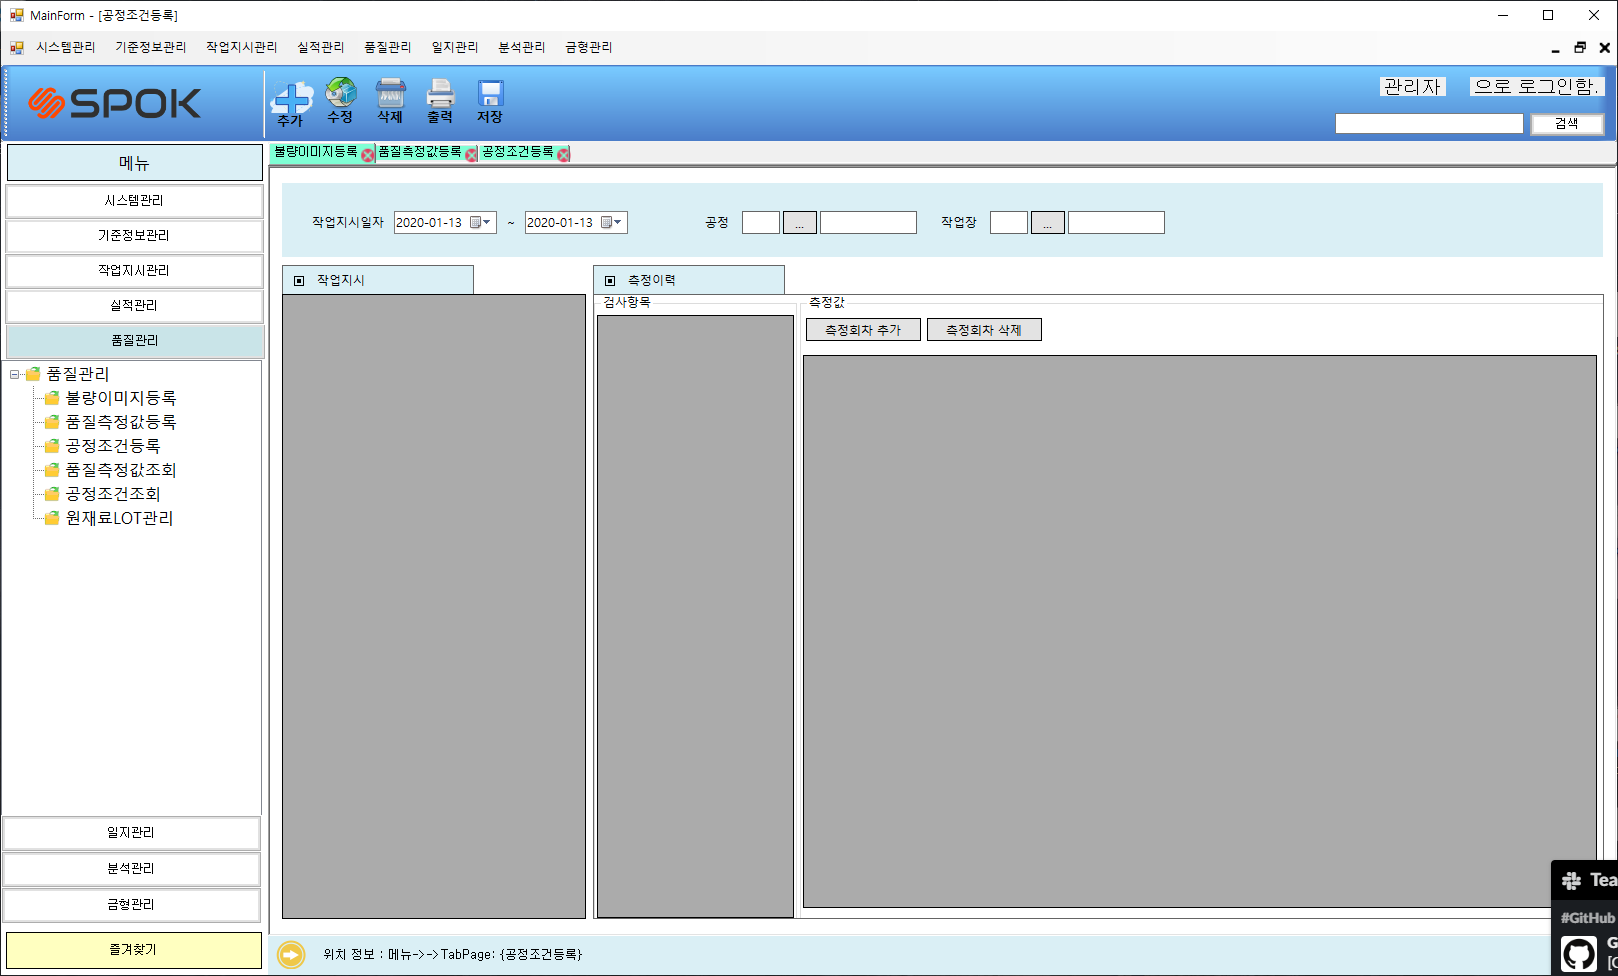 MainForm - [공정조건등록]
시스템관리 기준정보관리 작업지시관리 실적관리 품질관리 일지관리 분석관리 금형관리
SPOK
추가 수정 삭제 출력 저장
관리자 으로 로그인함.
검색
메뉴
시스템관리
기준정보관리
작업지시관리
실적관리
품질관리
품질관리
불량이미지등록
품질측정값등록
공정조건등록
품질측정값조회
공정조건조회
원재료LOT관리
일지관리
분석관리
금형관리
즐겨찾기
불량이미지등록 품질측정값등록 공정조건등록
작업지시일자 2020-01-13 ~ 2020-01-13 공정 ... 작업장 ...
작업지시
측정이력
검사항목
측정값
측정회차 추가 측정회차 삭제
위치 정보 : 메뉴->->TabPage: {공정조건등록}
Tea
#GitHub
G
[C